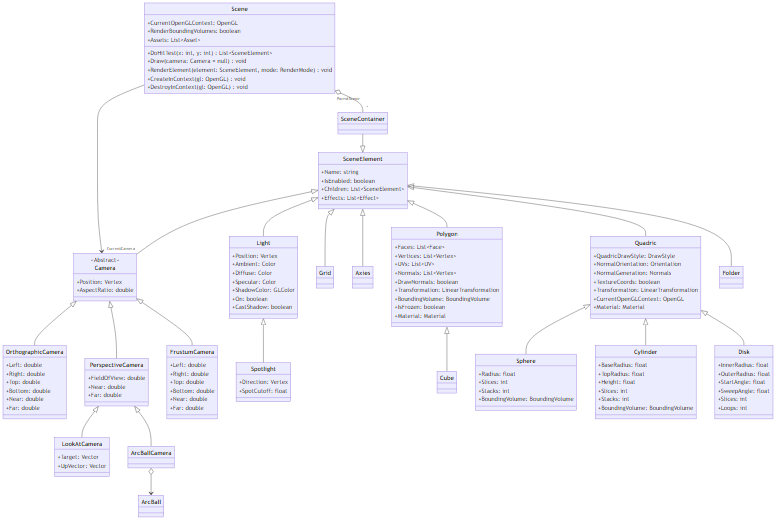 Scene
+CurrentOpenGLContext: OpenGL
+RenderBoundingVolumes: boolean
+Assets: List<Asset>
+DoHitTest(x: int, y: int) : List<SceneElement>
+Draw(camera: Camera = null) : void
+RenderElement(element: SceneElement, mode: RenderMode) : void
+CreateInContext(gl: OpenGL) : void
+DestroyInContext(gl: OpenGL) : void
ParentScene
SceneContainer
SceneElement
+Name: string
+IsEnabled: boolean
+Children: List<SceneElement>
+Effects: List<Effect>
CurrentCamera
«Abstract»
Camera
+Position: Vertex
+AspectRatio: double
Light
+Position: Vertex
+Ambient: Color
+Diffuse: Color
+Specular: Color
+ShadowColor: GLColor
+On: boolean
+CastShadow: boolean
Grid
Axies
Polygon
+Faces: List<Face>
+Vertices: List<Vertex>
+UVs: List<UV>
+Normals: List<Vertex>
+DrawNormals: boolean
+Transformation: LinearTransformation
+BoundingVolume: BoundingVolume
+IsFrozen: boolean
+Material: Material
Quadric
+QuadricDrawStyle: DrawStyle
+NormalOrientation: Orientation
+NormalGeneration: Normals
+TextureCoords: boolean
+Transformation: LinearTransformation
+CurrentOpenGLContext: OpenGL
+Material: Material
Folder
OrthographicCamera
+Left: double
+Right: double
+Top: double
+Bottom: double
+Near: double
+Far: double
PerspectiveCamera
+FieldOfView: double
+Near: double
+Far: double
FrustumCamera
+Left: double
+Right: double
+Top: double
+Bottom: double
+Near: double
+Far: double
Spotlight
+Direction: Vertex
+SpotCutoff: float
Cube
Sphere
+Radius: float
+Slices: int
+Stacks: int
+BoundingVolume: BoundingVolume
Cylinder
+BaseRadius: float
+TopRadius: float
+Height: float
+Slices: int
+Stacks: int
+BoundingVolume: BoundingVolume
Disk
+InnerRadius: float
+OuterRadius: float
+StartAngle: float
+SweepAngle: float
+Slices: int
+Loops: int
LookAtCamera
+Target: Vector
+UpVector: Vector
ArcBallCamera
ArcBall